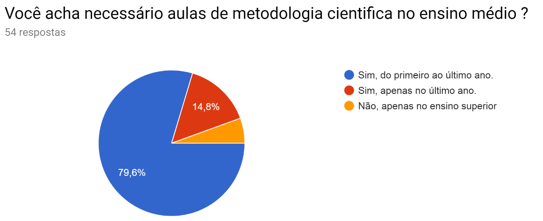 Você acha necessário aulas de metodologia cientifica no ensino médio ?
54 respostas
Sim, do primeiro ao último ano.
Sim, apenas no último ano.
Não, apenas no ensino superior
14,8%
79,6%